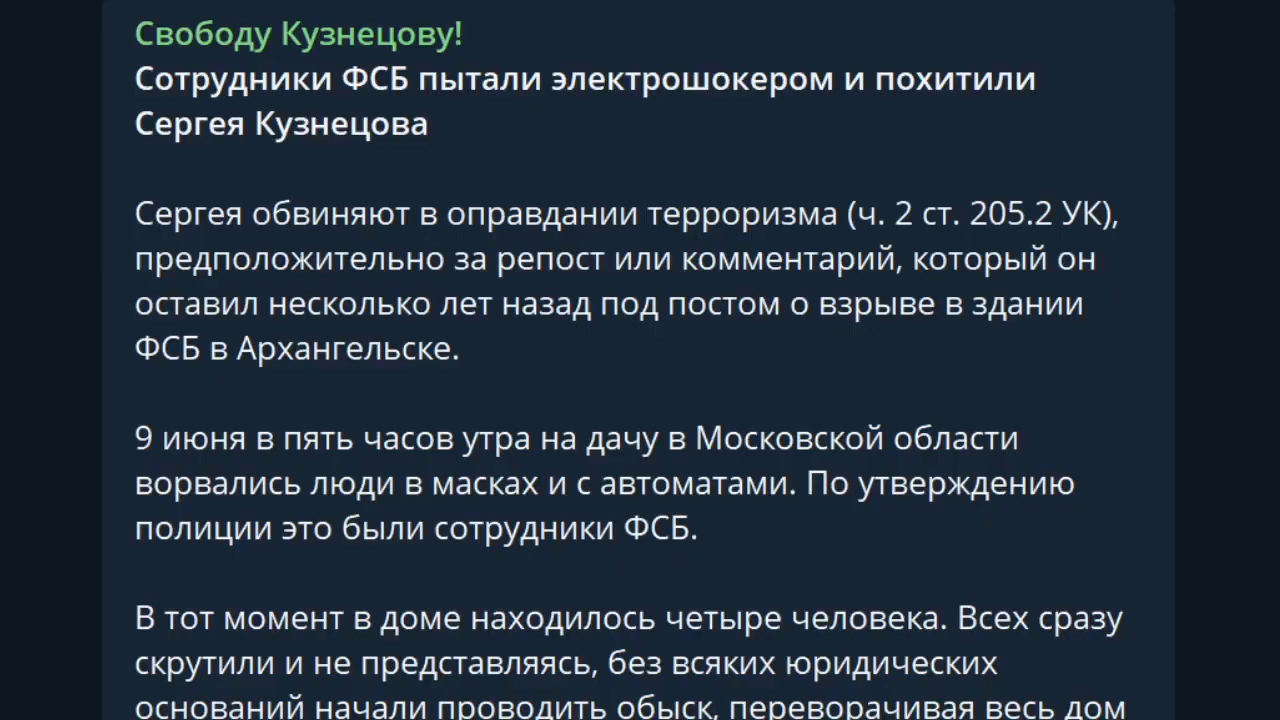 Свободу Кузнецову!
Сотрудники ФСБ пытали электрошокером и похитили
Сергея Кузнецова
Сергея обвиняют в оправдании терроризма (ч. 2 ст. 205.2 УК),
предположительно за репост или комментарий, который он
оставил несколько лет назад под постом о взрыве в здании
ФСБ в Архангельске.
9 июня в пять часов утра на дачу в Московской области
ворвались люди в масках и с автоматами. По утверждению
полиции это были сотрудники ФСБ.
В тот момент в доме находилось четыре человека. Всех сразу
скрутили и не представляясь, без всяких юридических
оснований начали проводить обыск, переворачивая весь дом